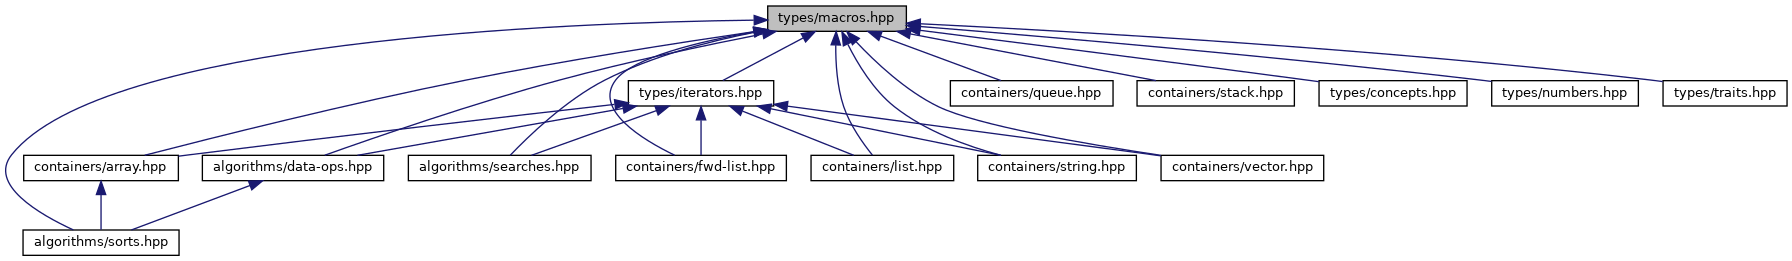 types/macros.hpp
types/iterators.hpp
containers/queue.hpp
containers/stack.hpp
types/concepts.hpp
types/numbers.hpp
types/traits.hpp
containers/array.hpp
algorithms/data-ops.hpp
algorithms/searches.hpp
containers/fwd-list.hpp
containers/list.hpp
containers/string.hpp
containers/vector.hpp
algorithms/sorts.hpp